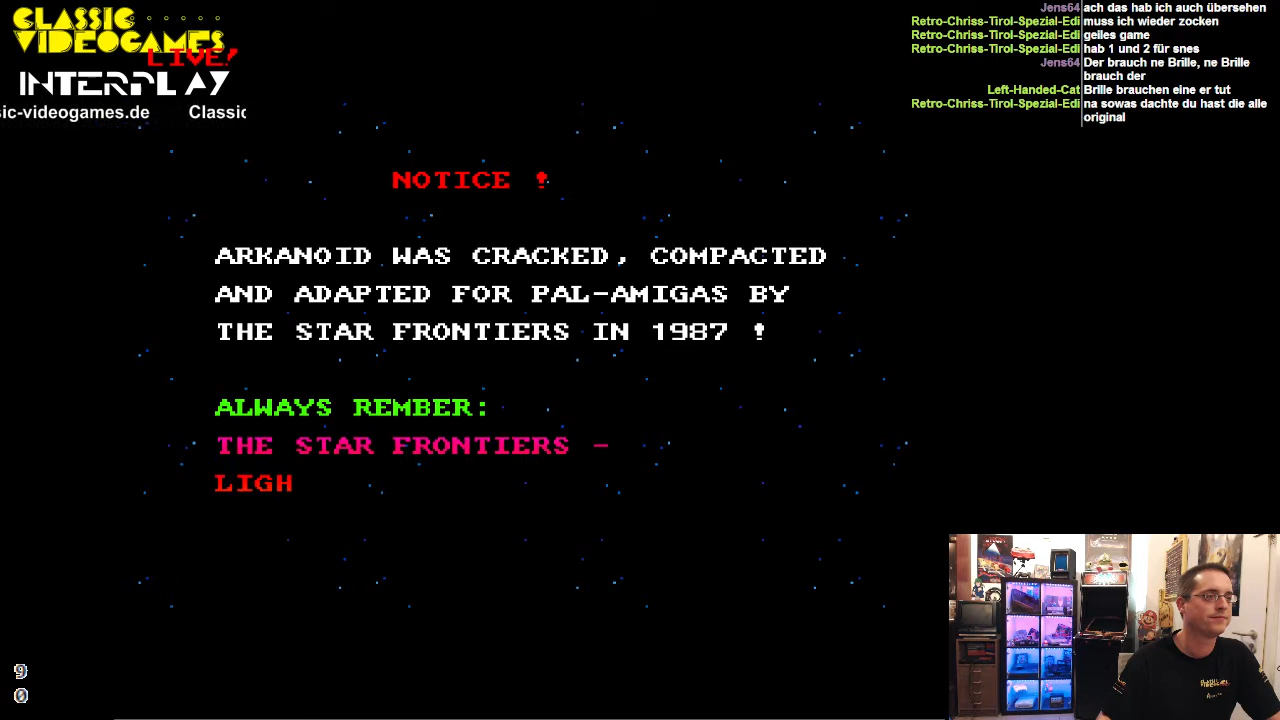 CLASSIC
VIDEOGAMES
LIVE!
INTERPLAY
sic-videogames.de Classic
Jens64 ach das hab ich auch übersehen
Retro-Chriss-Tirol-Spezial-Edi muss ich wieder zocken
Retro-Chriss-Tirol-Spezial-Edi geiles game
Retro-Chriss-Tirol-Spezial-Edi hab 1 und 2 für snes
Jens64 Der brauch ne Brille, ne Brille
brauch der
Left-Handed-Cat Brille brauchen eine er tut
Retro-Chriss-Tirol-Spezial-Edi na sowas dachte du hast die alle
original
NOTICE !
ARKANOID WAS CRACKED, COMPACTED
AND ADAPTED FOR PAL-AMIGAS BY
THE STAR FRONTIERS IN 1987 !
ALWAYS REMBER:
THE STAR FRONTIERS -
LIGH
9
0